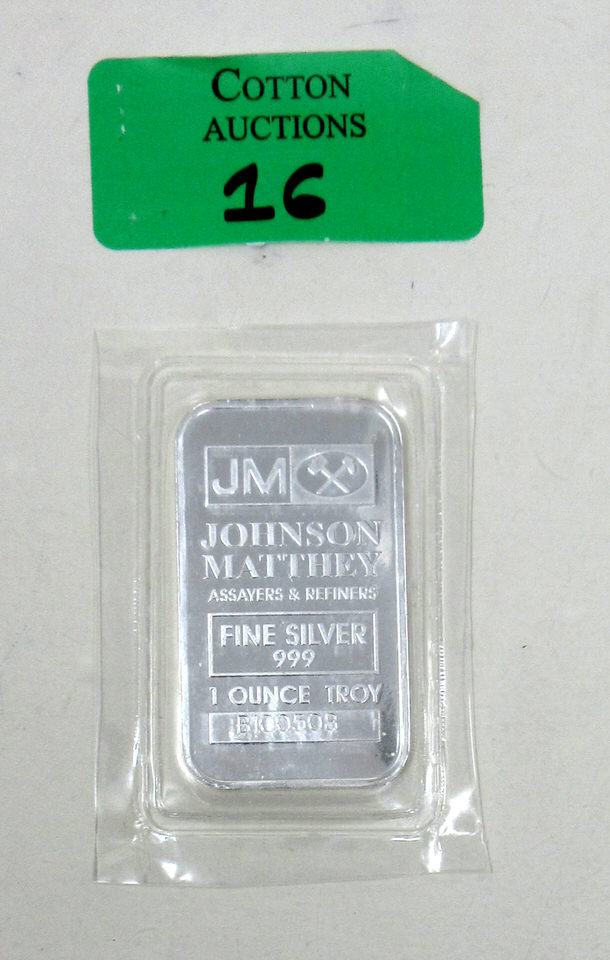 COTTON
AUCTIONS
16
JM
JOHNSON
MATTHEY
ASSAYERS & REFINERS
FINE SILVER
999
1 OUNCE TROY